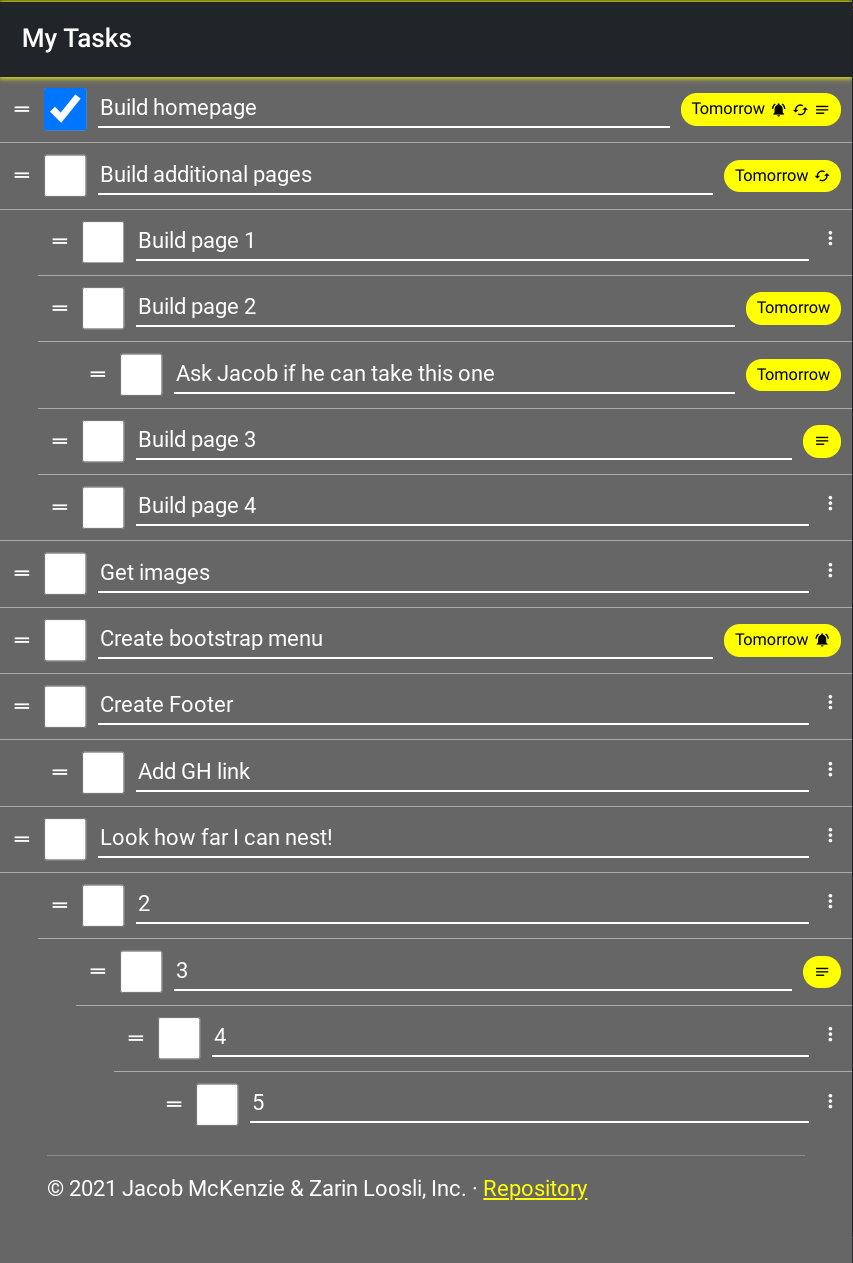 My Tasks
Build homepage Tomorrow
Build additional pages Tomorrow
Build page 1
Build page 2 Tomorrow
Ask Jacob if he can take this one Tomorrow
Build page 3
Build page 4
Get images
Create bootstrap menu Tomorrow
Create Footer
Add GH link
Look how far I can nest!
2
3
4
5
© 2021 Jacob McKenzie & Zarin Loosli, Inc. · Repository